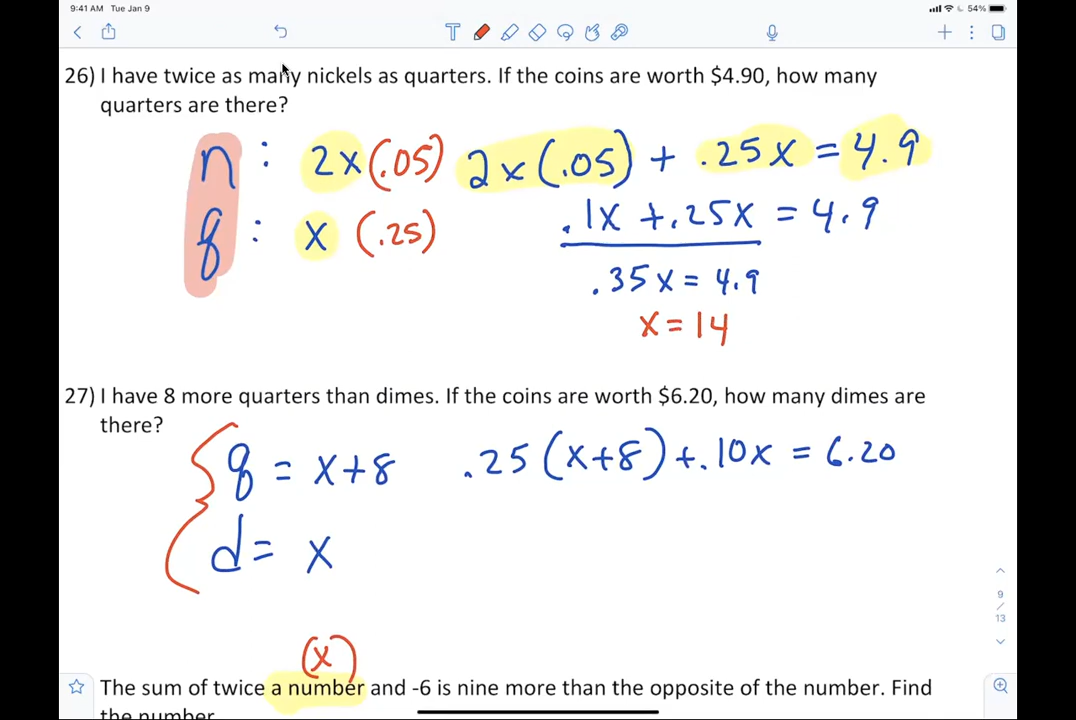 9:41 AM Tue Jan 9
54%
26) I have twice as many nickels as quarters. If the coins are worth $4.90, how many
quarters are there?
n : 2x (.05) 2x (.05) + .25x = 4.9
q : x (.25) .1x + .25x = 4.9
.35x = 4.9
x = 14
27) I have 8 more quarters than dimes. If the coins are worth $6.20, how many dimes are
there?
q = x+8 .25 (x+8) + .10x = 6.20
d = x
9
/
13
(x)
The sum of twice a number and -6 is nine more than the opposite of the number. Find
the number